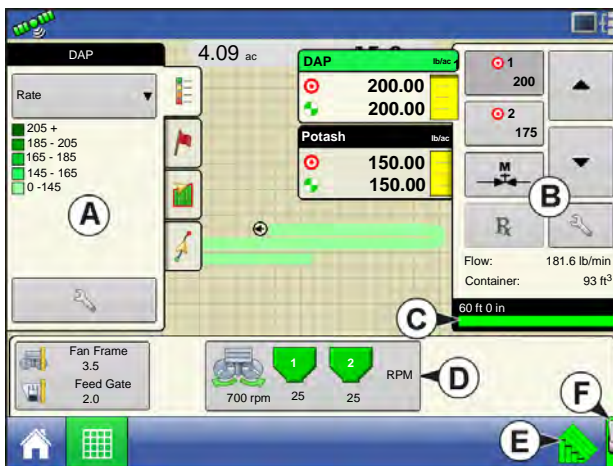 DAP
4.09 ac
Rate
205 +
185 - 205
165 - 185
145 - 165
0 -145
A
DAP lb/ac
200.00
200.00
Potash lb/ac
150.00
150.00
1
200
2
175
M
B
R
Flow: 181.6 lb/min
Container: 93 ft3
60 ft 0 in
C
Fan Frame
3.5
Feed Gate
2.0
700 rpm
1
25
2
25
RPM
D
E
F